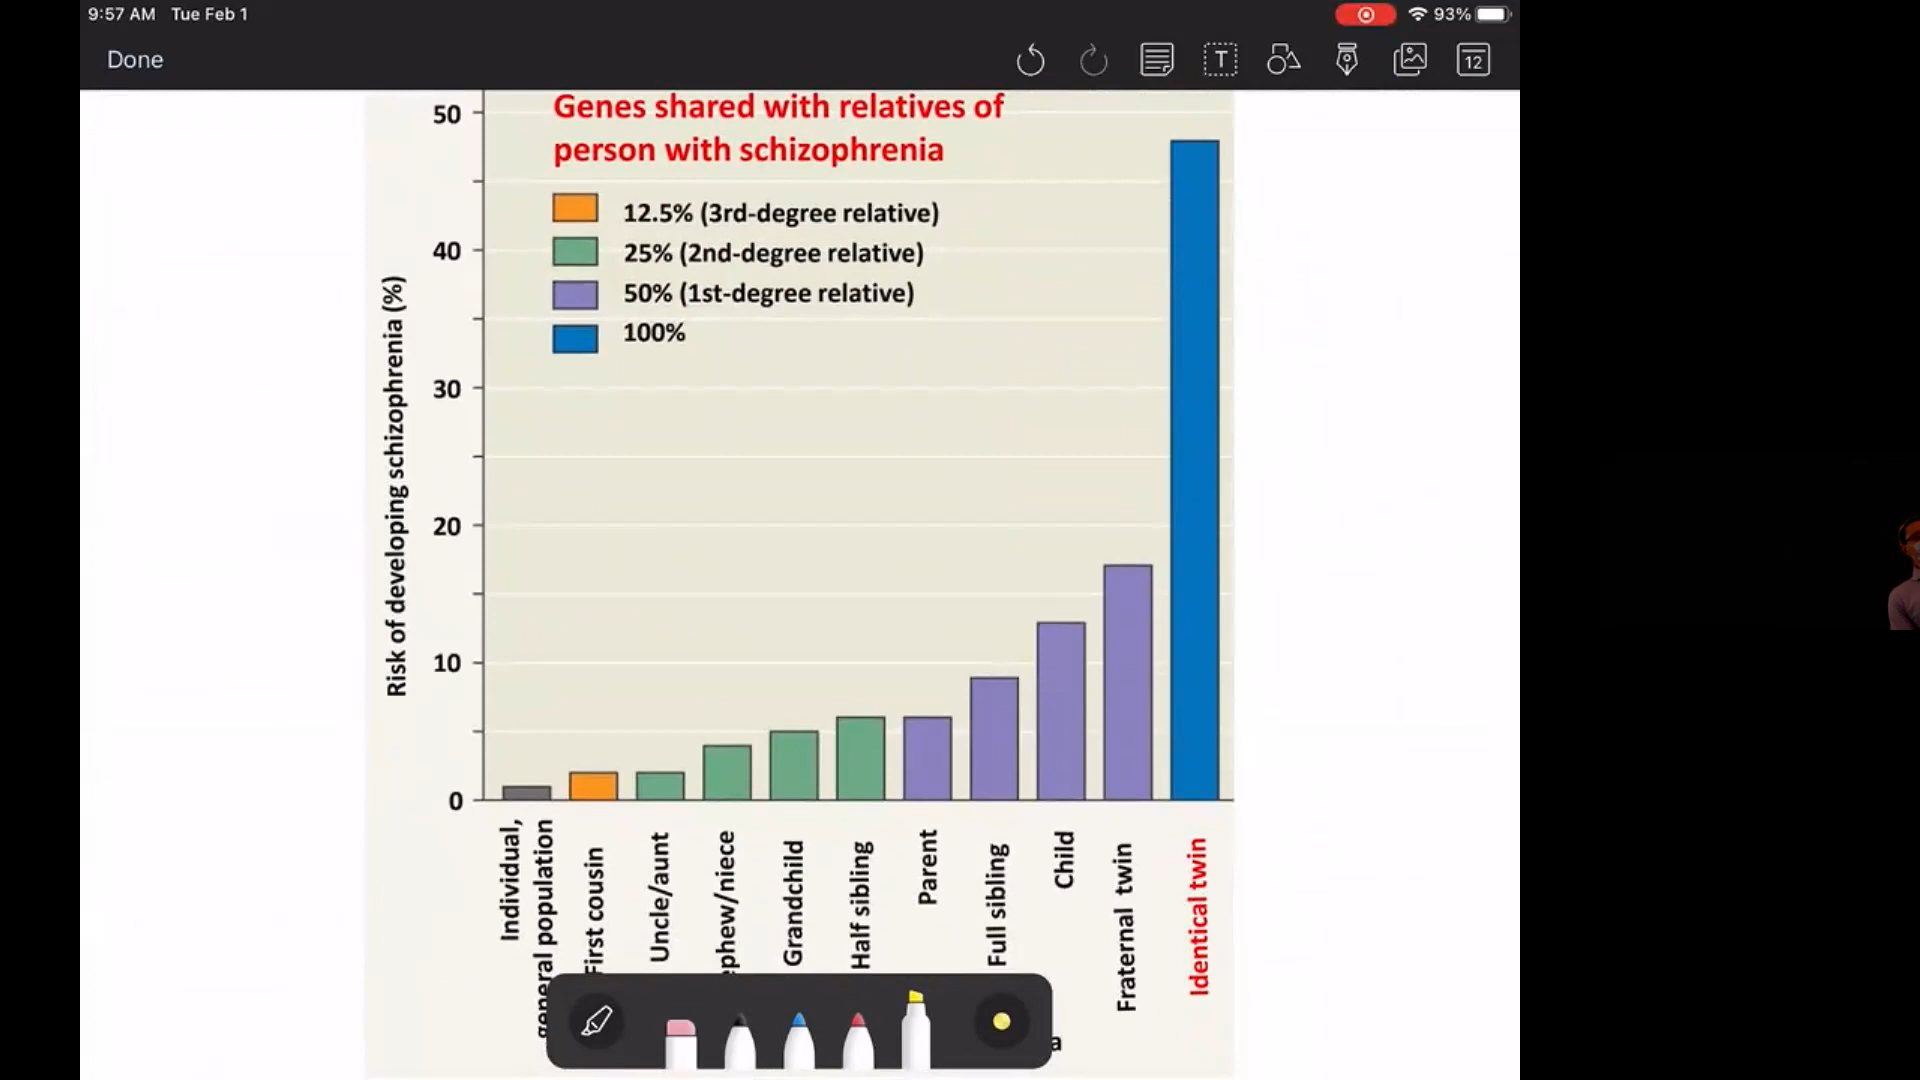 9:57 AM Tue Feb 1
93%
Done
T
12
Genes shared with relatives of
person with schizophrenia
12.5% (3rd-degree relative)
25% (2nd-degree relative)
50% (1st-degree relative)
100%
Risk of developing schizophrenia (%)
50
40
30
20
10
0
Individual,
general population
First cousin
Uncle/aunt
ephew/niece
Grandchild
Half sibling
Parent
Full sibling
Child
Fraternal twin
Identical twin
a